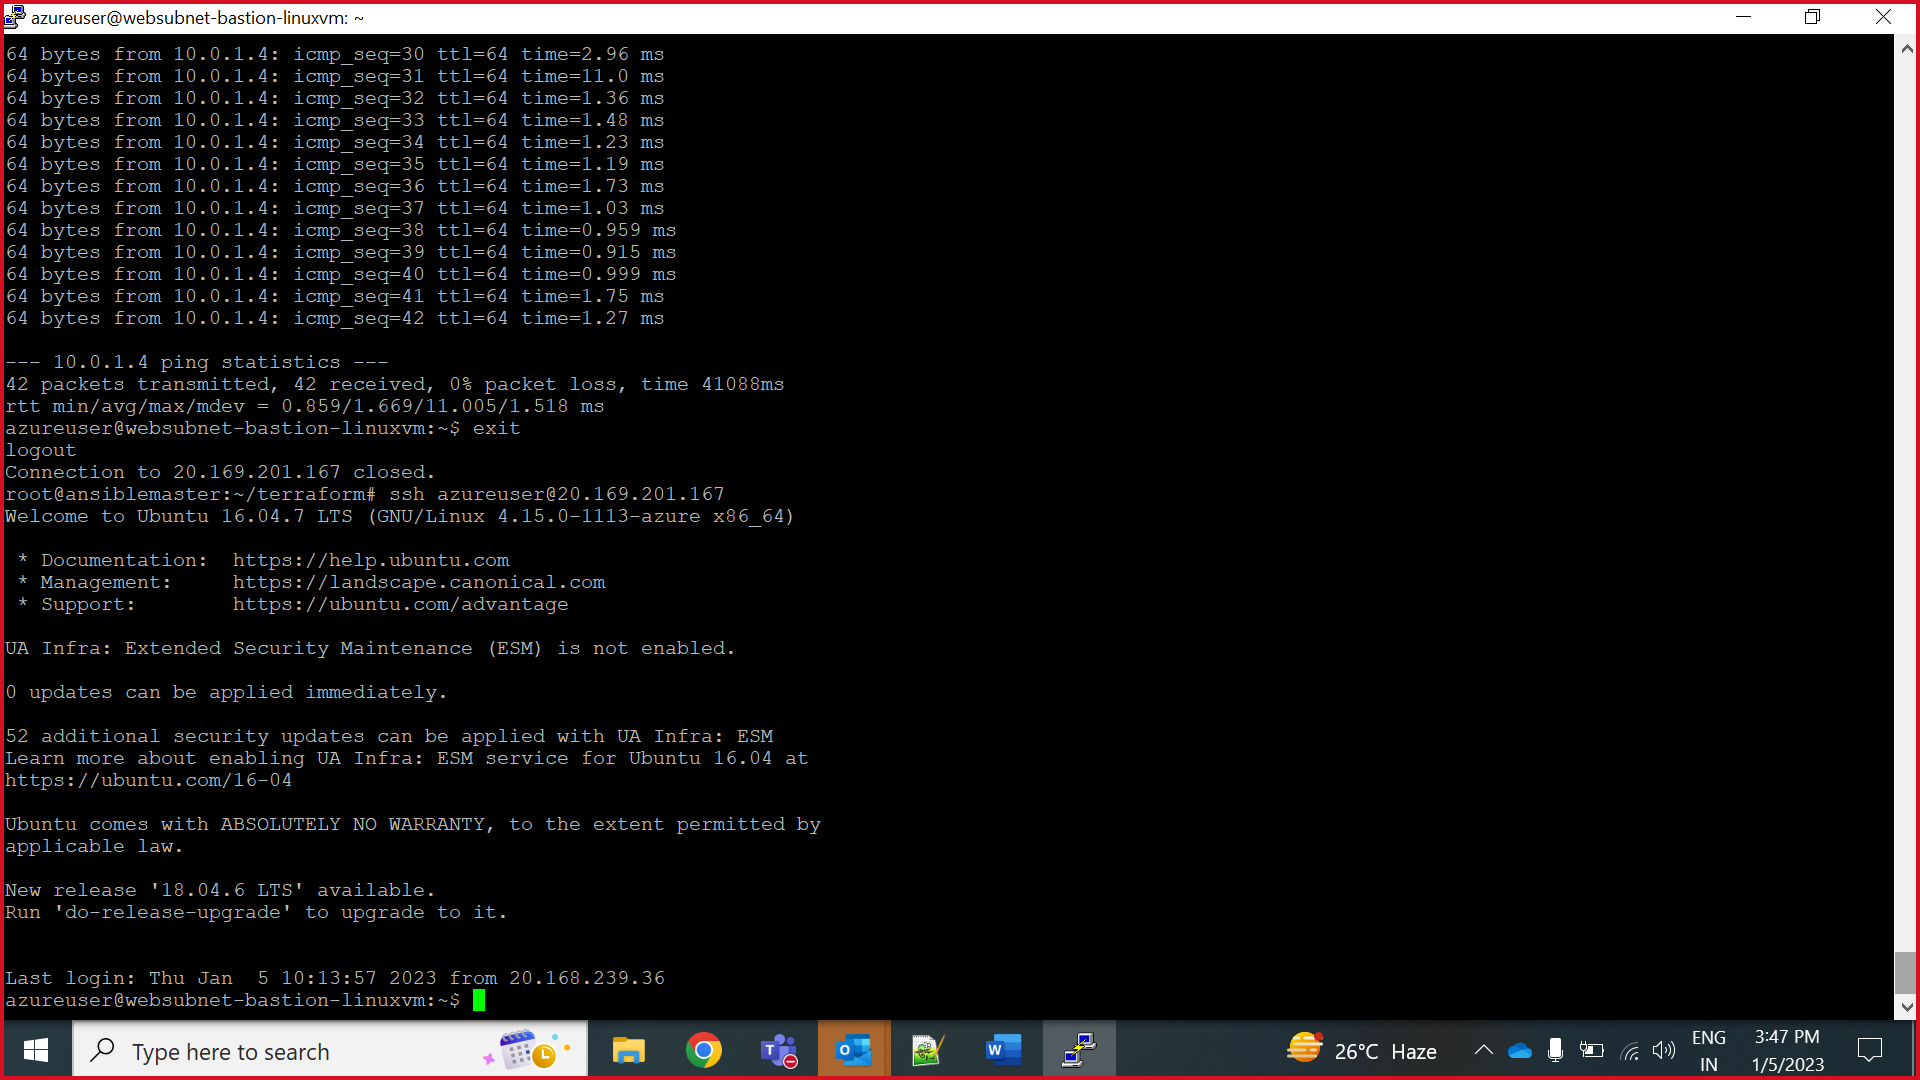 azureuser@websubnet-bastion-linuxvm: ~
64 bytes from 10.0.1.4: icmp_seq=30 ttl=64 time=2.96 ms
64 bytes from 10.0.1.4: icmp_seq=31 ttl=64 time=11.0 ms
64 bytes from 10.0.1.4: icmp_seq=32 ttl=64 time=1.36 ms
64 bytes from 10.0.1.4: icmp_seq=33 ttl=64 time=1.48 ms
64 bytes from 10.0.1.4: icmp_seq=34 ttl=64 time=1.23 ms
64 bytes from 10.0.1.4: icmp_seq=35 ttl=64 time=1.19 ms
64 bytes from 10.0.1.4: icmp_seq=36 ttl=64 time=1.73 ms
64 bytes from 10.0.1.4: icmp_seq=37 ttl=64 time=1.03 ms
64 bytes from 10.0.1.4: icmp_seq=38 ttl=64 time=0.959 ms
64 bytes from 10.0.1.4: icmp_seq=39 ttl=64 time=0.915 ms
64 bytes from 10.0.1.4: icmp_seq=40 ttl=64 time=0.999 ms
64 bytes from 10.0.1.4: icmp_seq=41 ttl=64 time=1.75 ms
64 bytes from 10.0.1.4: icmp_seq=42 ttl=64 time=1.27 ms
--- 10.0.1.4 ping statistics ---
42 packets transmitted, 42 received, 0% packet loss, time 41088ms
rtt min/avg/max/mdev = 0.859/1.669/11.005/1.518 ms
azureuser@websubnet-bastion-linuxvm:~$ exit
logout
Connection to 20.169.201.167 closed.
root@ansiblemaster:~/terraform# ssh azureuser@20.169.201.167
Welcome to Ubuntu 16.04.7 LTS (GNU/Linux 4.15.0-1113-azure x86_64)
* Documentation:  https://help.ubuntu.com
* Management:     https://landscape.canonical.com
* Support:        https://ubuntu.com/advantage
UA Infra: Extended Security Maintenance (ESM) is not enabled.
0 updates can be applied immediately.
52 additional security updates can be applied with UA Infra: ESM
Learn more about enabling UA Infra: ESM service for Ubuntu 16.04 at
https://ubuntu.com/16-04
Ubuntu comes with ABSOLUTELY NO WARRANTY, to the extent permitted by
applicable law.
New release '18.04.6 LTS' available.
Run 'do-release-upgrade' to upgrade to it.
Last login: Thu Jan  5 10:13:57 2023 from 20.168.239.36
azureuser@websubnet-bastion-linuxvm:~$
Type here to search
26°C Haze
ENG
IN
3:47 PM
1/5/2023